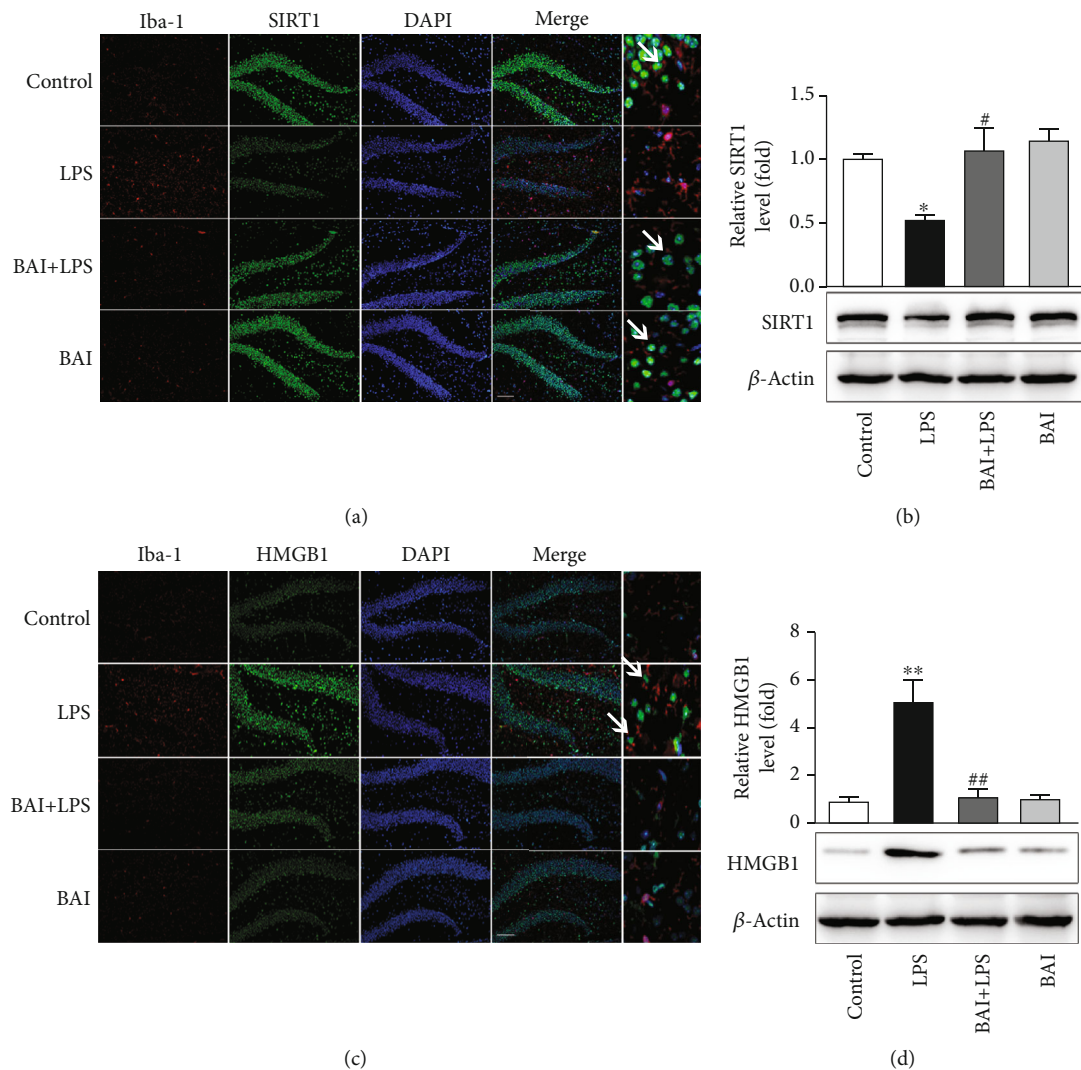 Iba-1 SIRT1 DAPI Merge
Control
LPS
BAI+LPS
BAI
(a)
Relative SIRT1
level (fold)
1.5
1.0
0.5
0.0
*
#
SIRT1
β-Actin
Control
LPS
BAI+LPS
BAI
(b)
Iba-1 HMGB1 DAPI Merge
Control
LPS
BAI+LPS
BAI
(c)
Relative HMGB1
level (fold)
8
6
4
2
0
**
##
HMGB1
β-Actin
Control
LPS
BAI+LPS
BAI
(d)